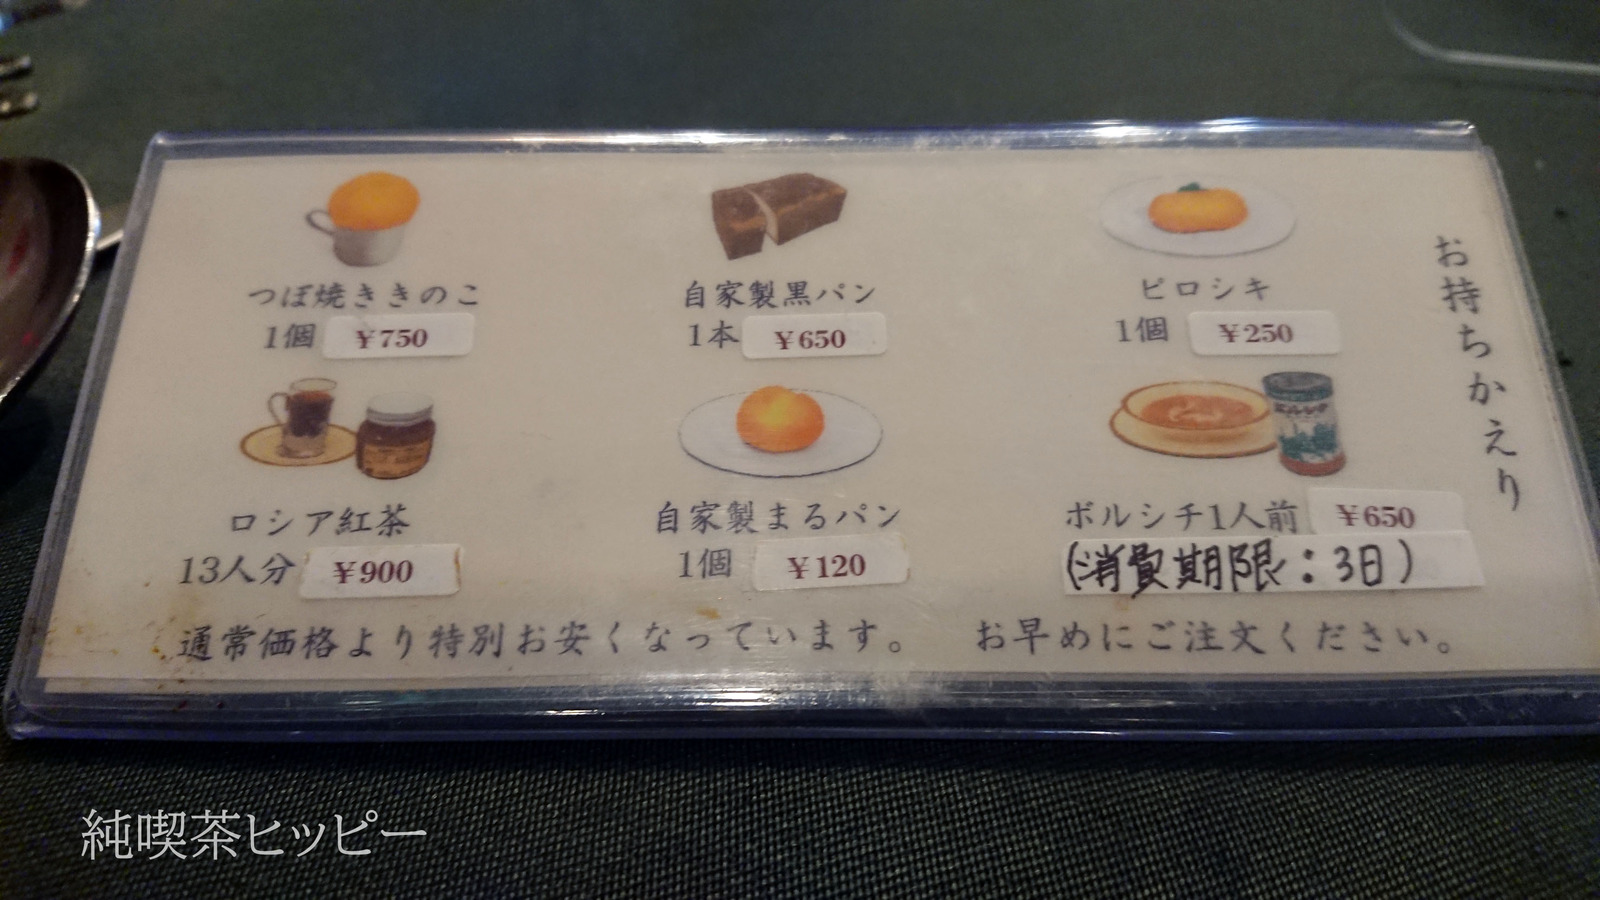 お持ちかえり
つぼ焼ききのこ
1個 ¥750
自家製黒パン
1本 ¥650
ピロシキ
1個 ¥250
ロシア紅茶
13人分 ¥900
自家製まるパン
1個 ¥120
ボルシチ1人前 ¥650
(消費期限:3日)
通常価格より特別お安くなっています。 お早めにご注文ください。
純喫茶ヒッピー